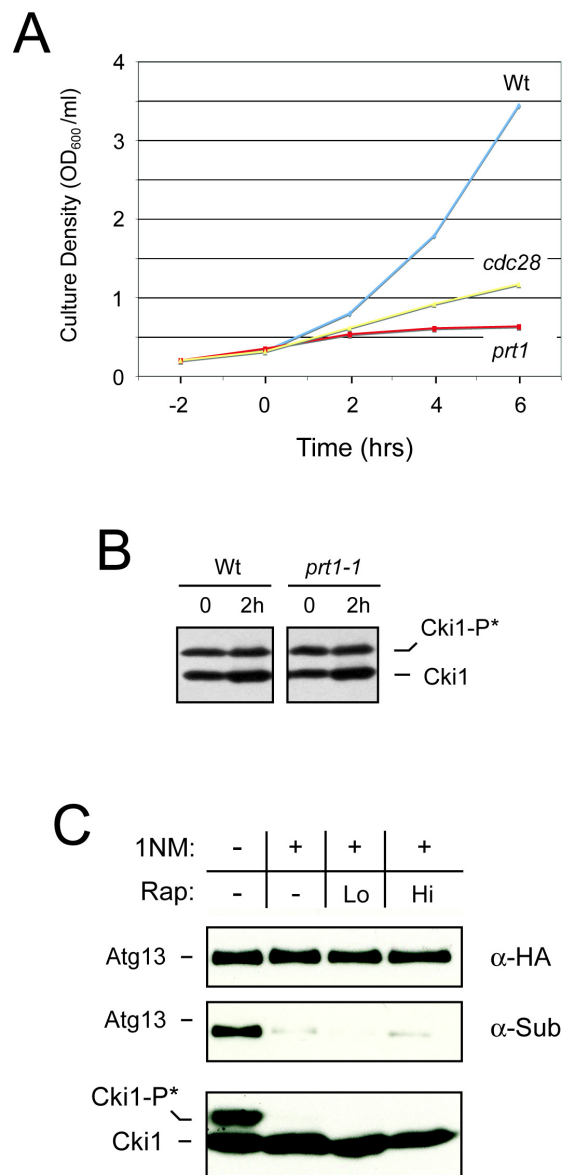 A
Culture Density (OD600/ml)
4
3
2
1
0
Wt
cdc28
prt1
-2 0 2 4 6
Time (hrs)
B
Wt prt1-1
0 2h 0 2h
Cki1-P*
Cki1
C
1NM: - + + +
Rap: - - Lo Hi
Atg13 – α-HA
Atg13 – α-Sub
Cki1-P*
Cki1 –